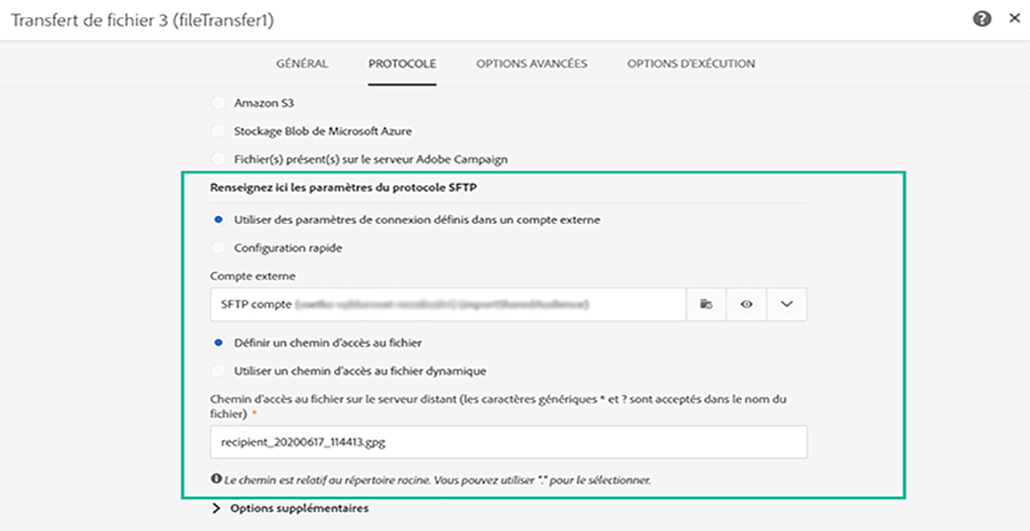 Transfert de fichier 3 (fileTransfer1)
GÉNÉRAL PROTOCOLE OPTIONS AVANCÉES OPTIONS D'EXÉCUTION
Amazon S3
Stockage Blob de Microsoft Azure
Fichier(s) présent(s) sur le serveur Adobe Campaign
Renseignez ici les paramètres du protocole SFTP
Utiliser des paramètres de connexion définis dans un compte externe
Configuration rapide
Compte externe
SFTP compte
Définir un chemin d'accès au fichier
Utiliser un chemin d'accès au fichier dynamique
Chemin d'accès au fichier sur le serveur distant (les caractères génériques * et ? sont acceptés dans le nom du
fichier) *
recipient_20200617_114413.gpg
Le chemin est relatif au répertoire racine. Vous pouvez utiliser "." pour le sélectionner.
Options supplémentaires